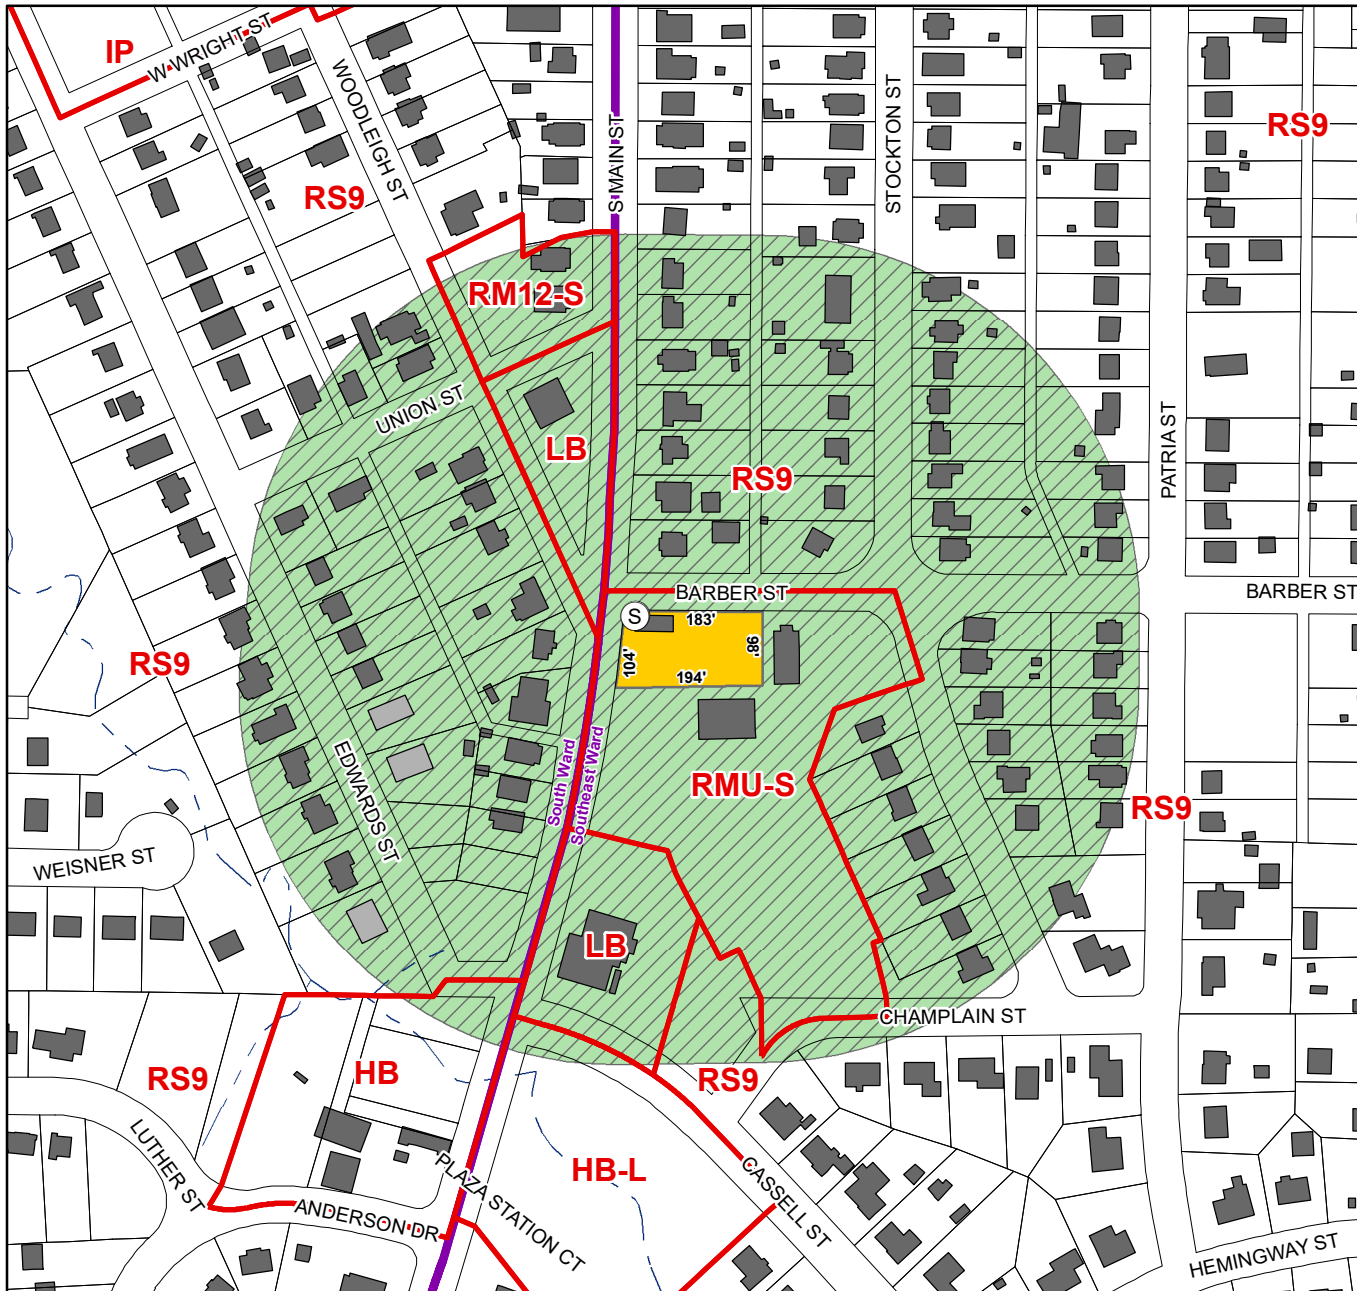 IP
W WRIGHT ST
WOODLEIGH ST
S MAIN ST
STOCKTON ST
RS9
RS9
RM12-S
UNION ST
LB
RS9
PATRIA ST
BARBER ST
BARBER ST
S
183'
98'
104'
194'
RS9
EDWARDS ST
South Ward
Southeast Ward
RMU-S
RS9
WEISNER ST
LB
CHAMPLAIN ST
RS9
HB
RS9
LUTHER ST
PLAZA STATION CT
HB-L
CASSELL ST
ANDERSON DR
HEMINGWAY ST